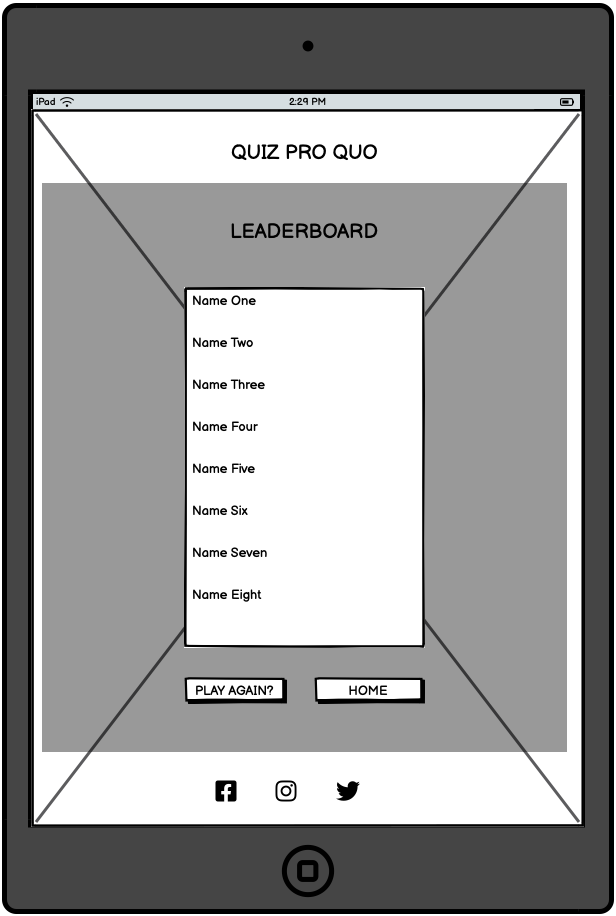 iPad 2:29 PM
QUIZ PRO QUO
LEADERBOARD
Name One
Name Two
Name Three
Name Four
Name Five
Name Six
Name Seven
Name Eight
PLAY AGAIN? HOME